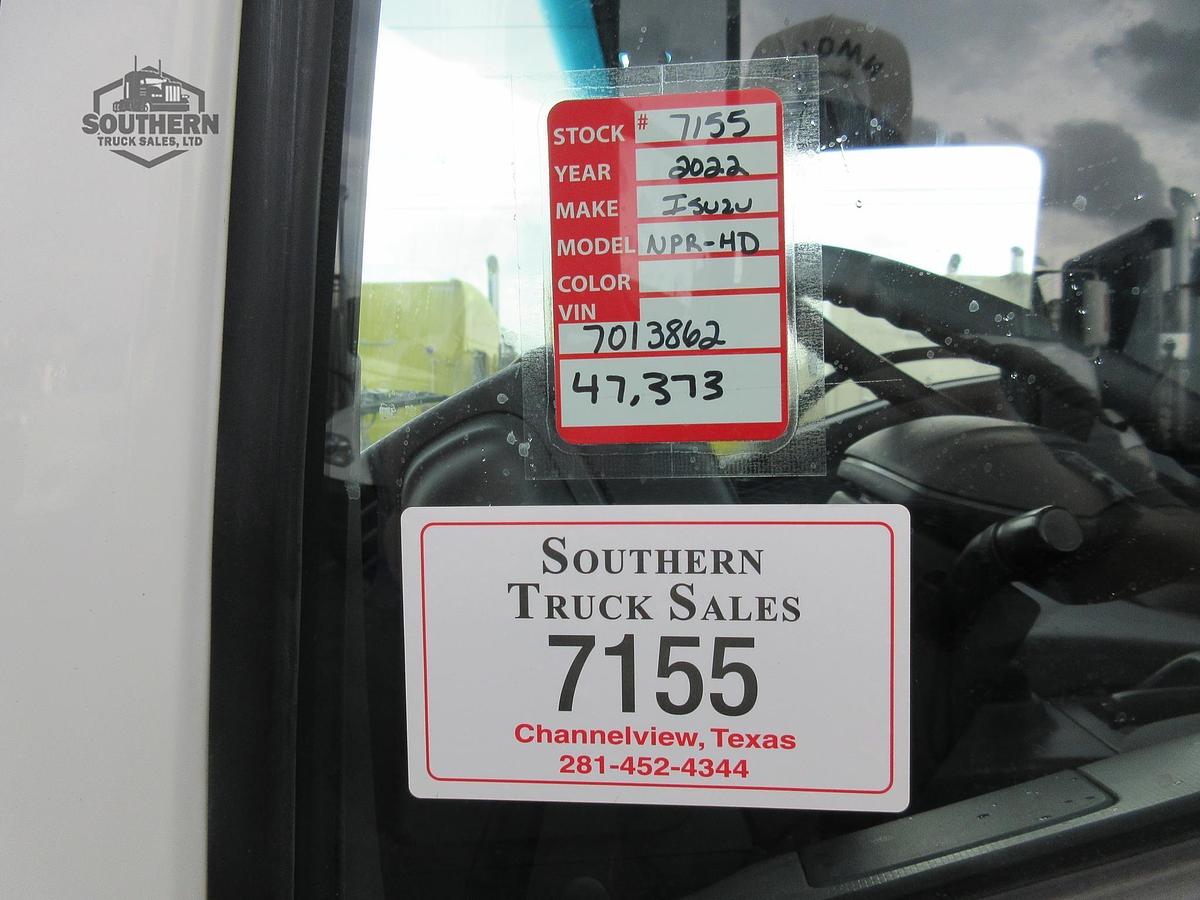 SOUTHERN
TRUCK SALES, LTD
STOCK # 7155
YEAR 2022
MAKE ISUZU
MODEL NPR-HD
COLOR
VIN
7013862
47,373
SOUTHERN
TRUCK SALES
7155
Channelview, Texas
281-452-4344